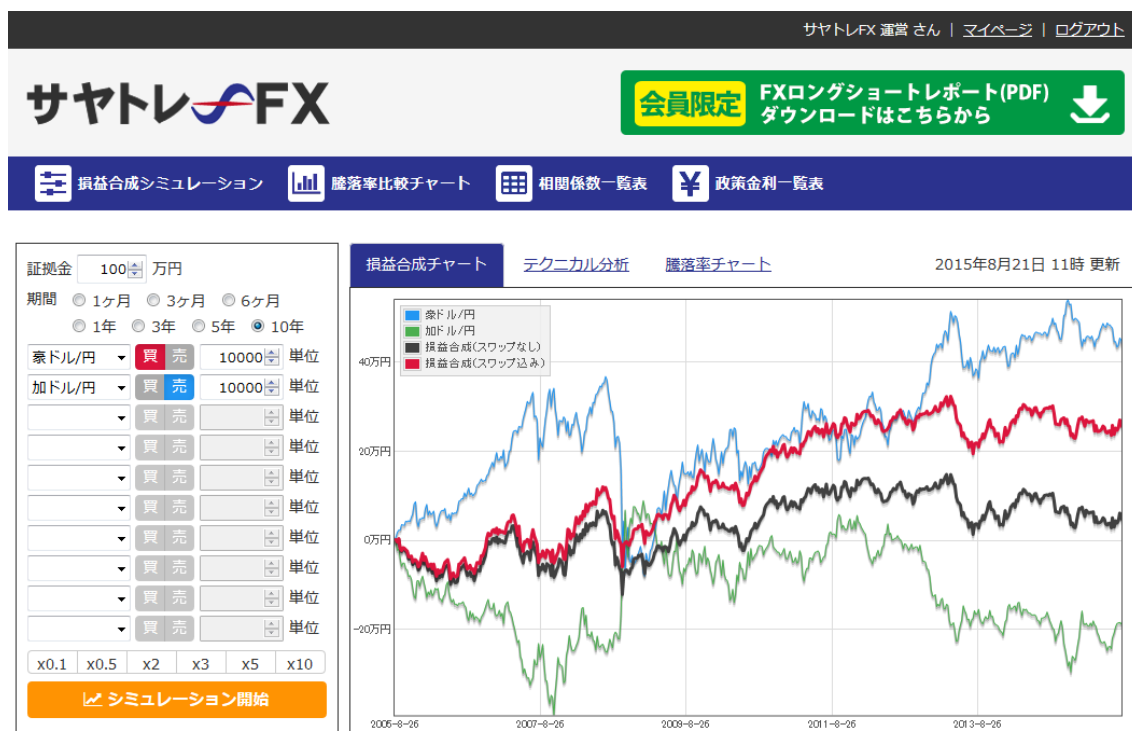 サヤトレFX 運営 さん | マイページ | ログアウト
サヤトレFX
会員限定
FXロングショートレポート(PDF)
ダウンロードはこちらから
損益合成シミュレーション
騰落率比較チャート
相関係数一覧表
¥ 政策金利一覧表
証拠金 100 万円
期間 1ヶ月 3ヶ月 6ヶ月
1年 3年 5年 10年
豪ドル/円 買 売 10000 単位
加ドル/円 買 売 10000 単位
買 売 単位
買 売 単位
買 売 単位
買 売 単位
買 売 単位
買 売 単位
買 売 単位
買 売 単位
x0.1 x0.5 x2 x3 x5 x10
シミュレーション開始
損益合成チャート テクニカル分析 騰落率チャート 2015年8月21日 11時 更新
豪ドル/円
加ドル/円
損益合成(スワップなし)
損益合成(スワップ込み)
40万円
20万円
0万円
-20万円
2005-8-26 2007-8-26 2009-8-26 2011-8-26 2013-8-26